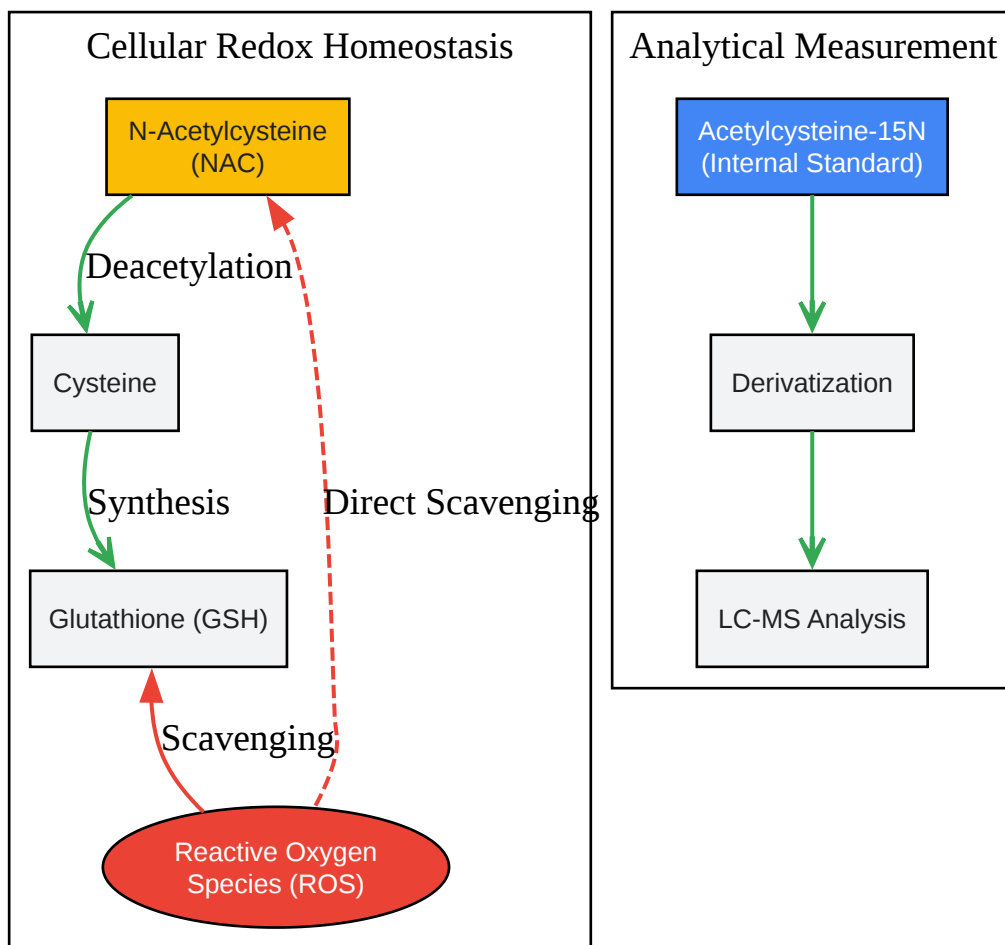 Cellular Redox Homeostasis
N-Acetylcysteine
(NAC)
Deacetylation
Cysteine
Synthesis
Direct Scavenging
Glutathione (GSH)
Scavenging
Reactive Oxygen
Species (ROS)
Analytical Measurement
Acetylcysteine-15N
(Internal Standard)
Derivatization
LC-MS Analysis